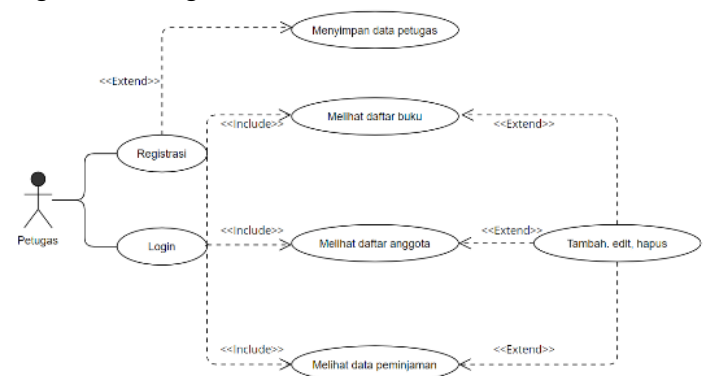 Menyimpan data petugas
<<Extend>>
<<Include>>
Melihat daftar buku
<<Extend>>
Registrasi
Petugas
Login
<<Include>>
Melihat daftar anggota
<<Extend>>
Tambah. edit, hapus
<<Include>>
Melihat data peminjaman
<<Extend>>